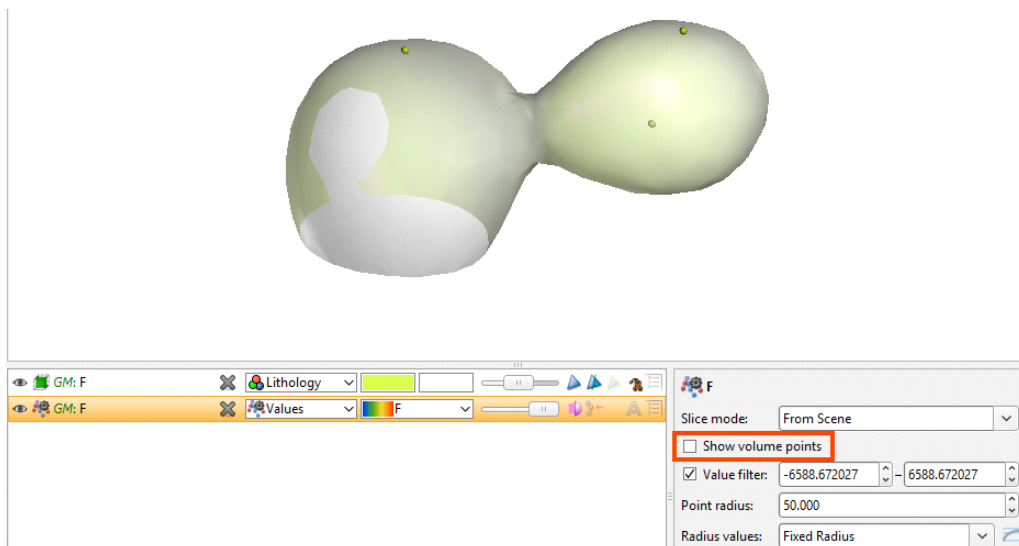 GM: F Lithology
GM: F Values F
F
Slice mode: From Scene
Show volume points
Value filter: -6588.672027 – 6588.672027
Point radius: 50.000
Radius values: Fixed Radius